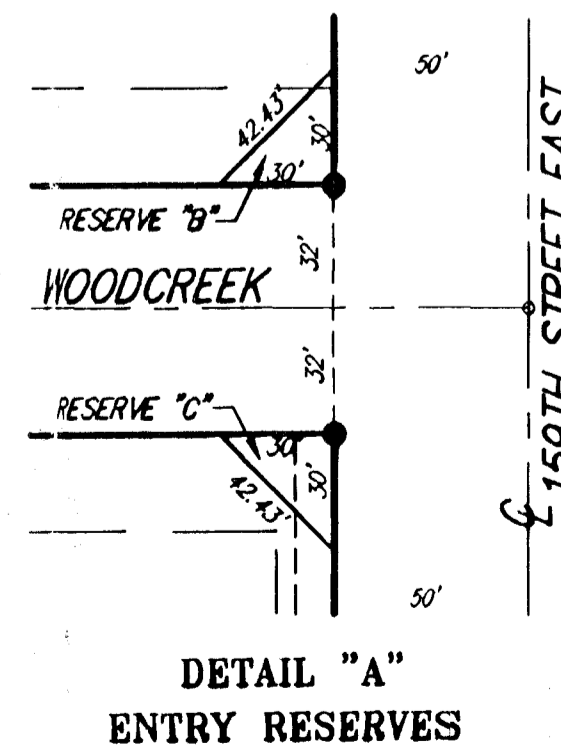 50'
42.43'
30'
30'
RESERVE "B"
32'
WOODCREEK
159TH STREET EAST
32'
RESERVE "C"
30'
30'
42.43'
℄
50'
DETAIL "A"
ENTRY RESERVES